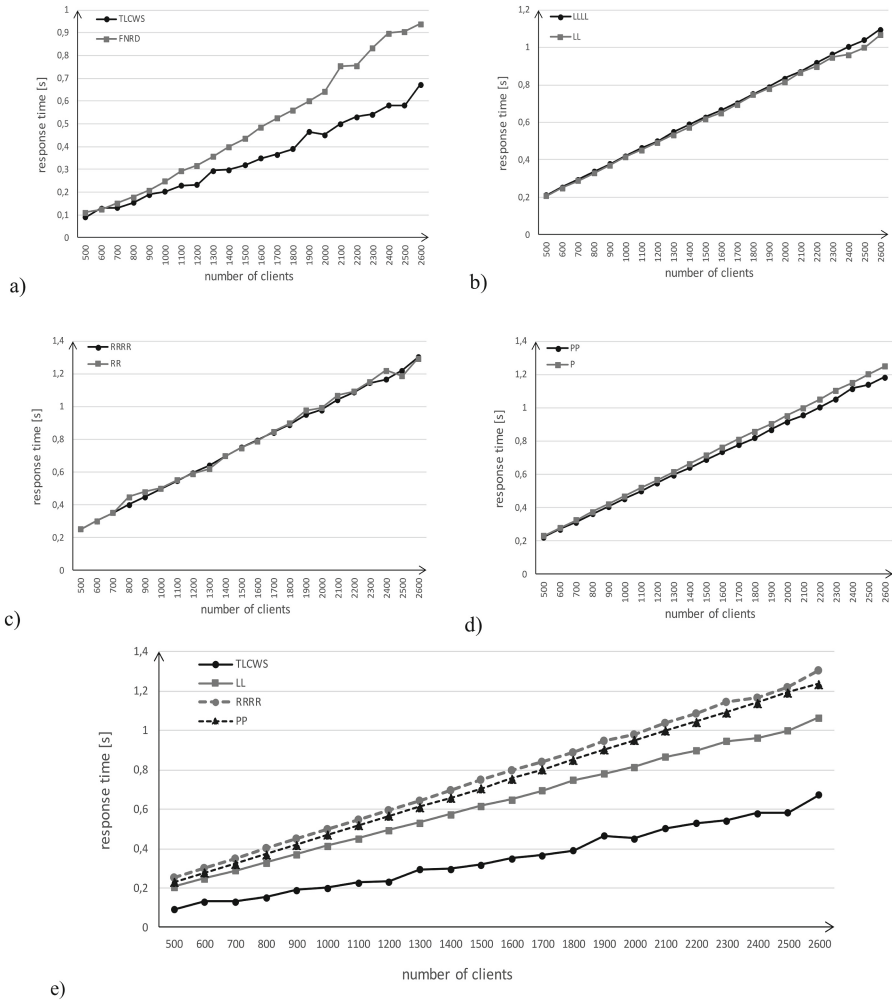 1
0,9
0,8
0,7
0,6
0,5
0,4
0,3
0,2
0,1
0
response time [s]
TLCWS
FNRD
500 600 700 800 900 1000 1100 1200 1300 1400 1500 1600 1700 1800 1900 2000 2100 2200 2300 2400 2500 2600
number of clients
a)
1,2
1
0,8
0,6
0,4
0,2
0
response time [s]
LLLL
LL
500 600 700 800 900 1000 1100 1200 1300 1400 1500 1600 1700 1800 1900 2000 2100 2200 2300 2400 2500 2600
number of clients
b)
1,4
1,2
1
0,8
0,6
0,4
0,2
0
response time [s]
RRRR
RR
500 600 700 800 900 1000 1100 1200 1300 1400 1500 1600 1700 1800 1900 2000 2100 2200 2300 2400 2500 2600
number of clients
c)
1,4
1,2
1
0,8
0,6
0,4
0,2
0
response time [s]
PP
P
500 600 700 800 900 1000 1100 1200 1300 1400 1500 1600 1700 1800 1900 2000 2100 2200 2300 2400 2500 2600
number of clients
d)
1,4
1,2
1
0,8
0,6
0,4
0,2
0
response time [s]
TLCWS
LL
RRRR
PP
500 600 700 800 900 1000 1100 1200 1300 1400 1500 1600 1700 1800 1900 2000 2100 2200 2300 2400 2500 2600
number of clients
e)